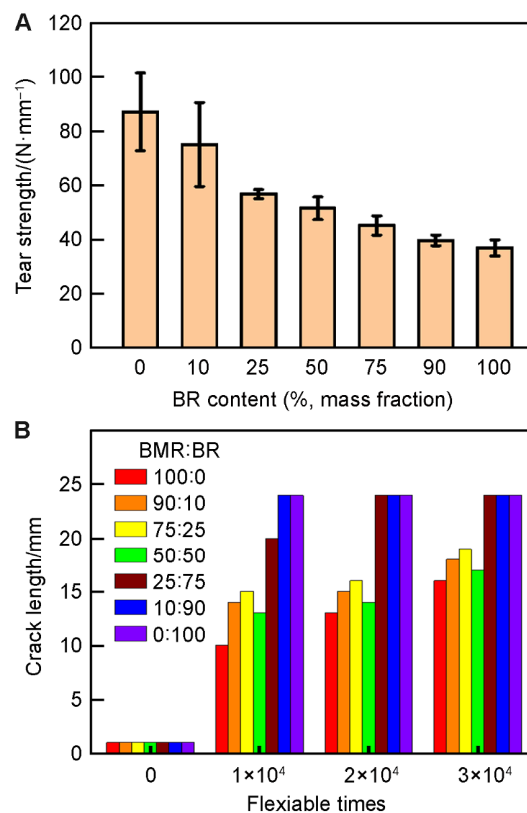 A
Tear strength/(N·mm⁻¹)
120
100
80
60
40
20
0
0 10 25 50 75 90 100
BR content (%, mass fraction)
B
Crack length/mm
25
20
15
10
5
0
BMR:BR
100:0
90:10
75:25
50:50
25:75
10:90
0:100
0 1×10⁴ 2×10⁴ 3×10⁴
Flexiable times